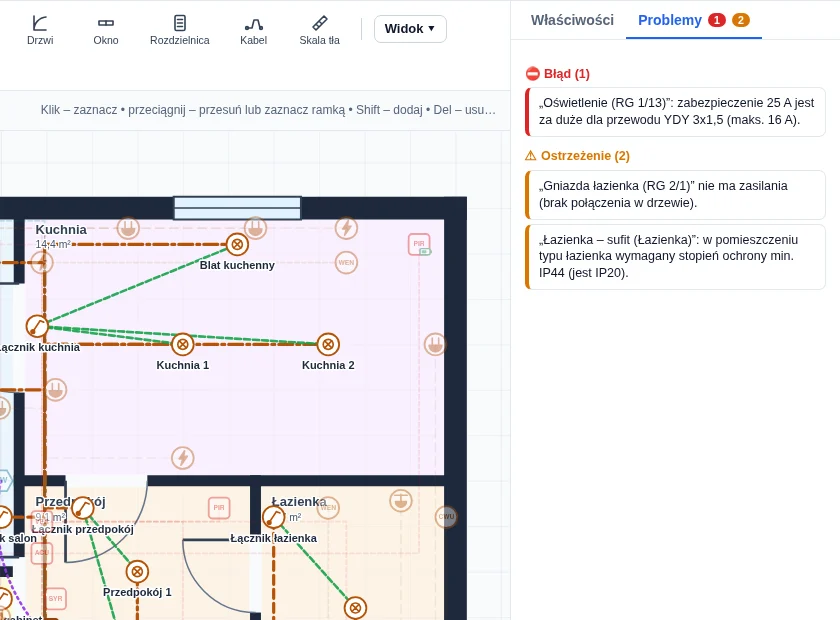 Drzwi
Okno
Rozdzielnica
Kabel
Skala tła
Widok
Właściwości
Problemy 1 2
Klik – zaznacz • przeciągnij – przesuń lub zaznacz ramką • Shift – dodaj • Del – usu…
Błąd (1)
„Oświetlenie (RG 1/13)”: zabezpieczenie 25 A jest
za duże dla przewodu YDY 3x1,5 (maks. 16 A).
Ostrzeżenie (2)
„Gniazda łazienka (RG 2/1)” nie ma zasilania
(brak połączenia w drzewie).
„Łazienka – sufit (Łazienka)”: w pomieszczeniu
typu łazienka wymagany stopień ochrony min.
IP44 (jest IP20).
Kuchnia
14,4 m²
PIR
Blat kuchenny
WEN
Łącznik kuchnia
Kuchnia 1
Kuchnia 2
Przedpokój
m²
PIR
Łazienka
WEN
m²
CWU
k salon
Łącznik przedpokój
Łącznik łazienka
Przedpokój 1
SYR